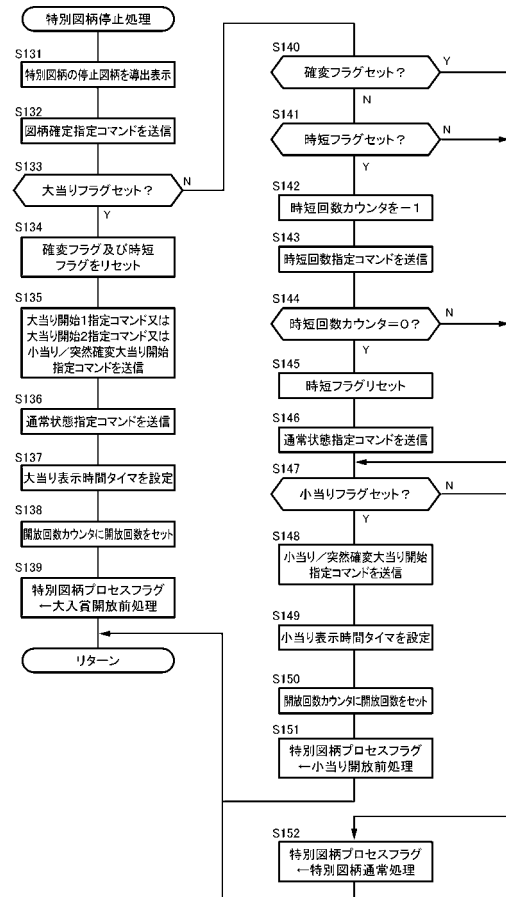 特別図柄停止処理
S131
特別図柄の停止図柄を導出表示
S132
図柄確定指定コマンドを送信
S133
大当りフラグセット？
N
Y
S134
確変フラグ及び時短
フラグをリセット
S135
大当り開始1指定コマンド又は
大当り開始2指定コマンド又は
小当り／突然確変大当り開始
指定コマンドを送信
S136
通常状態指定コマンドを送信
S137
大当り表示時間タイマを設定
S138
開放回数カウンタに開放回数をセット
S139
特別図柄プロセスフラグ
←大入賞開放前処理
リターン
S140
確変フラグセット？
Y
N
S141
時短フラグセット？
N
Y
S142
時短回数カウンタを－1
S143
時短回数指定コマンドを送信
S144
時短回数カウンタ＝0？
N
Y
S145
時短フラグリセット
S146
通常状態指定コマンドを送信
S147
小当りフラグセット？
N
Y
S148
小当り／突然確変大当り開始
指定コマンドを送信
S149
小当り表示時間タイマを設定
S150
開放回数カウンタに開放回数をセット
S151
特別図柄プロセスフラグ
←小当り開放前処理
S152
特別図柄プロセスフラグ
←特別図柄通常処理